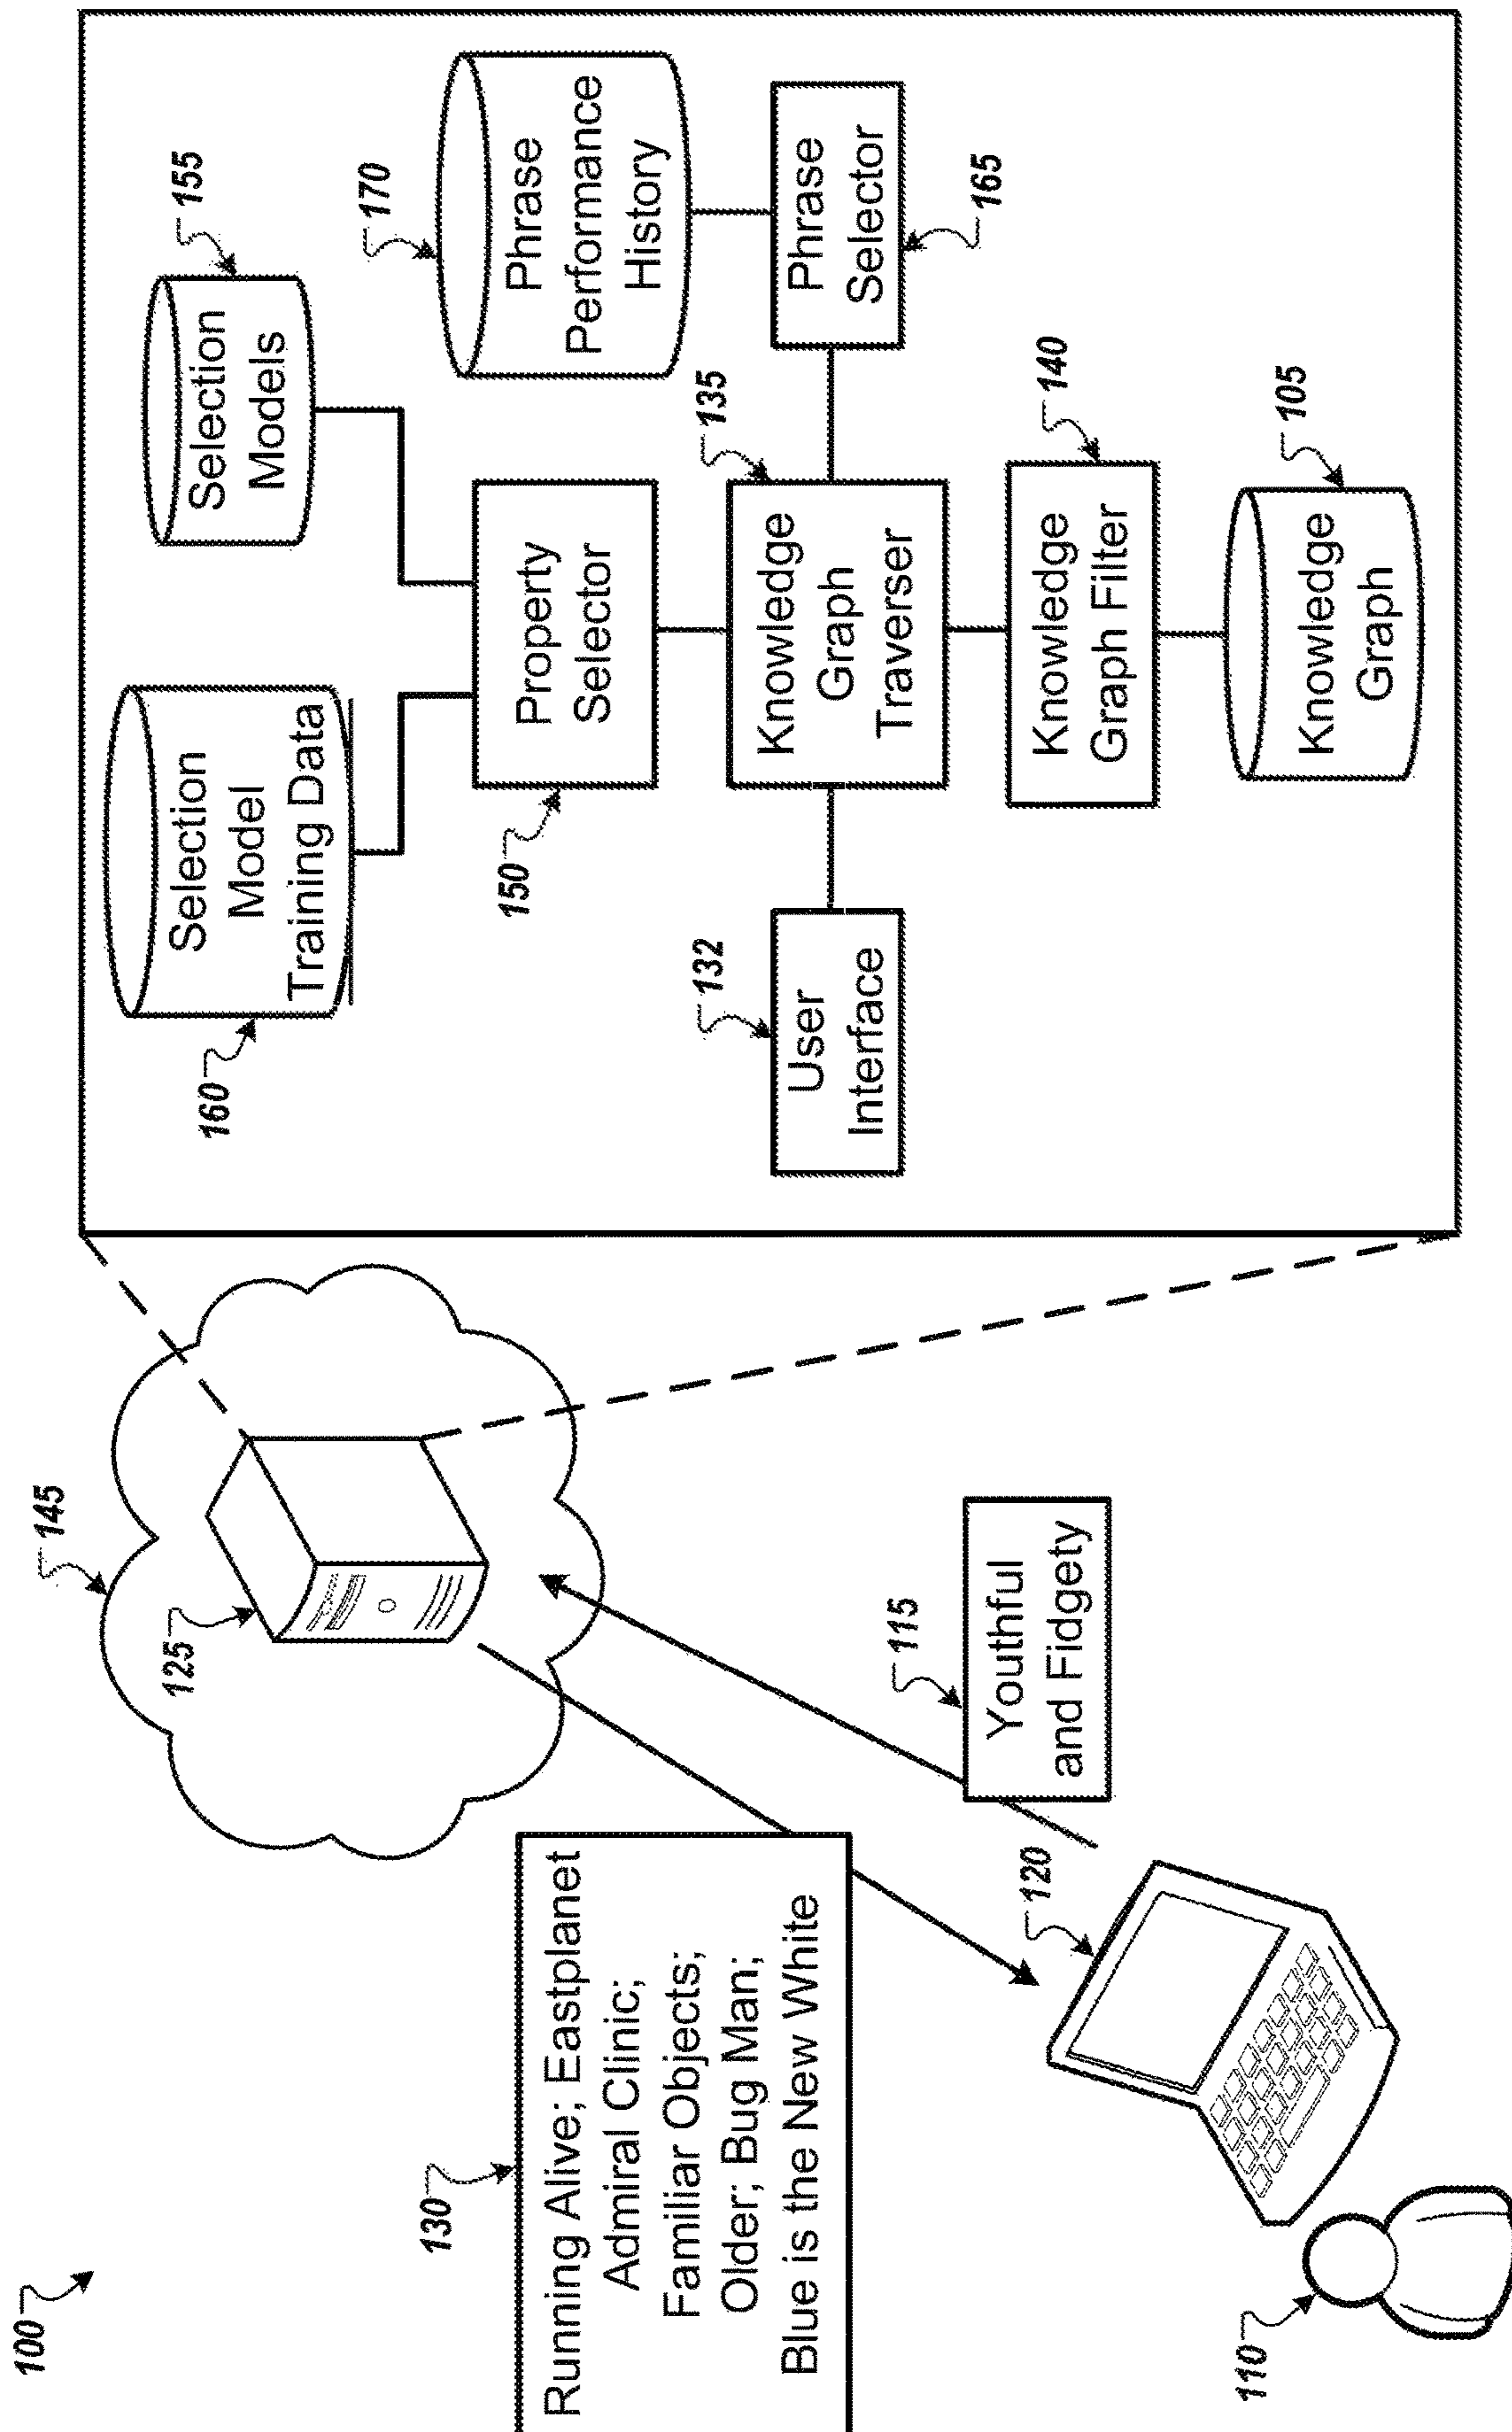 100
110
120
130
Running Alive; Eastplanet
Admiral Clinic;
Familiar Objects;
Older; Bug Man;
Blue is the New White
115
Youthful
and Fidgety
125
145
160
Selection
Model
Training Data
155
Selection
Models
150
Property
Selector
170
Phrase
Performance
History
132
User
Interface
135
Knowledge
Graph
Traverser
165
Phrase
Selector
140
Knowledge
Graph Filter
105
Knowledge
Graph